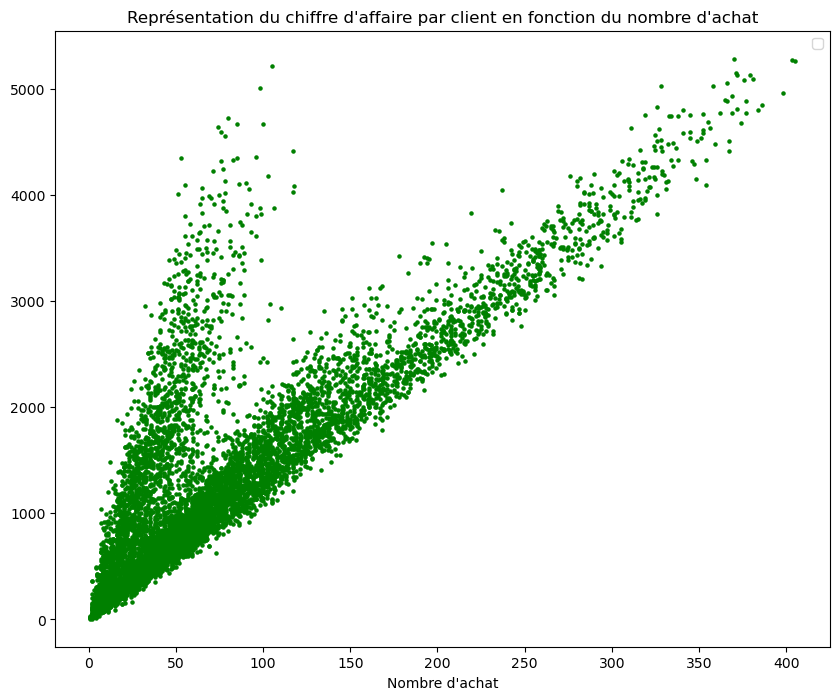 Représentation du chiffre d'affaire par client en fonction du nombre d'achat
5000
4000
3000
2000
1000
0
0 50 100 150 200 250 300 350 400
Nombre d'achat